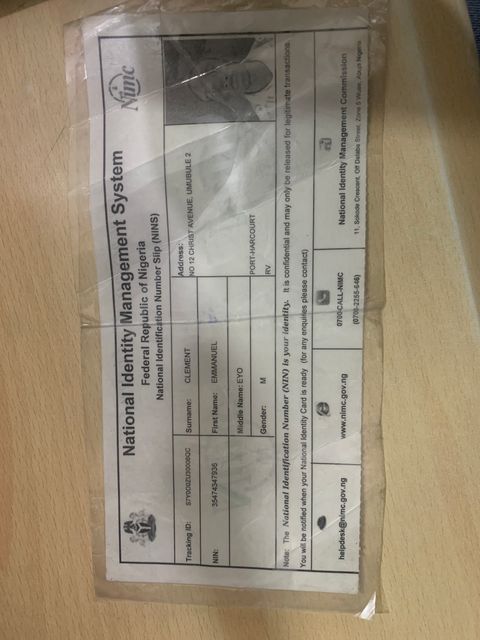 National Identity Management System
Federal Republic of Nigeria
National Identification Number Slip (NINS)
Nimc
Tracking ID:
Surname: CLEMENT
Address:
NO 12 CHRIST AVENUE, UMUBULE 2
NIN: 35474347936
First Name: EMMANUEL
Middle Name: EYO
PORT-HARCOURT
Gender: M
RV
Note: The National Identification Number (NIN) is your identity. It is confidential and may only be released for legitimate transactions.
You will be notified when your National Identity Card is ready (for any enquiries please contact)
helpdesk@nimc.gov.ng
www.nimc.gov.ng
0700-CALL-NIMC
(0700-2255-646)
National Identity Management Commission
11, Sokode Crescent, Off Dalaba Street, Zone 5 Wuse, Abuja Nigeria